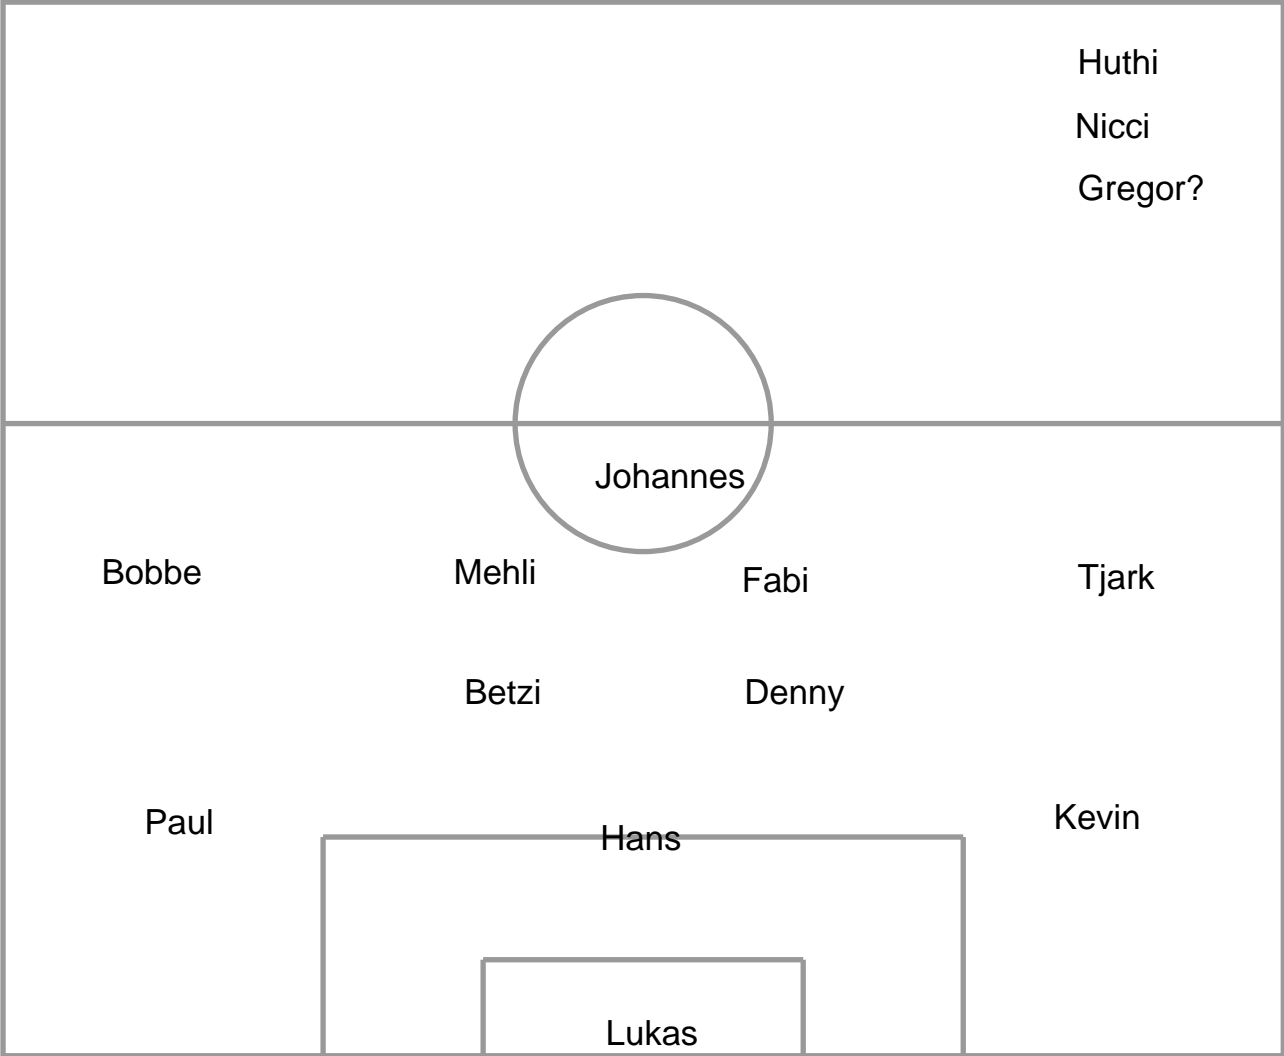 Huthi
Nicci
Gregor?
Johannes
Bobbe Mehli Fabi Tjark
Betzi Denny
Paul Hans Kevin
Lukas